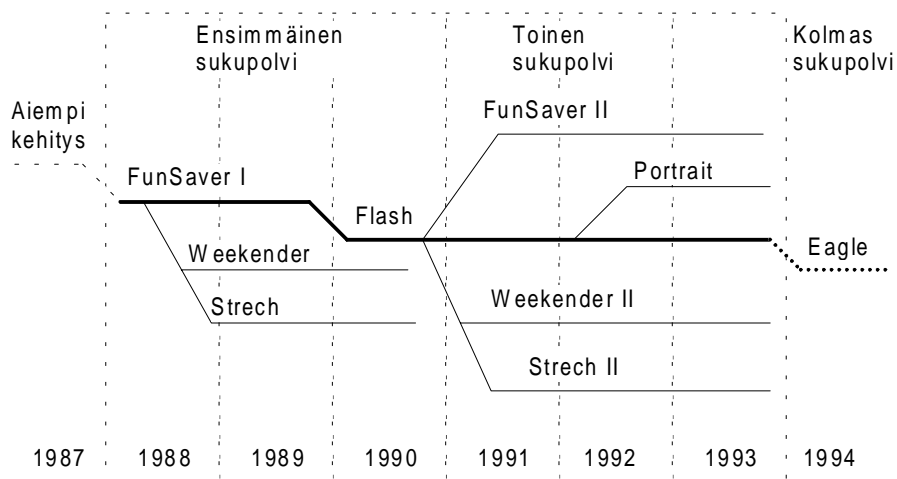 Ensimmäinen
sukupolvi
Toinen
sukupolvi
Kolmas
sukupolvi
Aiempi
kehitys
FunSaver II
FunSaver I
Portrait
Flash
Weekender
Eagle
Strech
Weekender II
Strech II
1987 1988 1989 1990 1991 1992 1993 1994